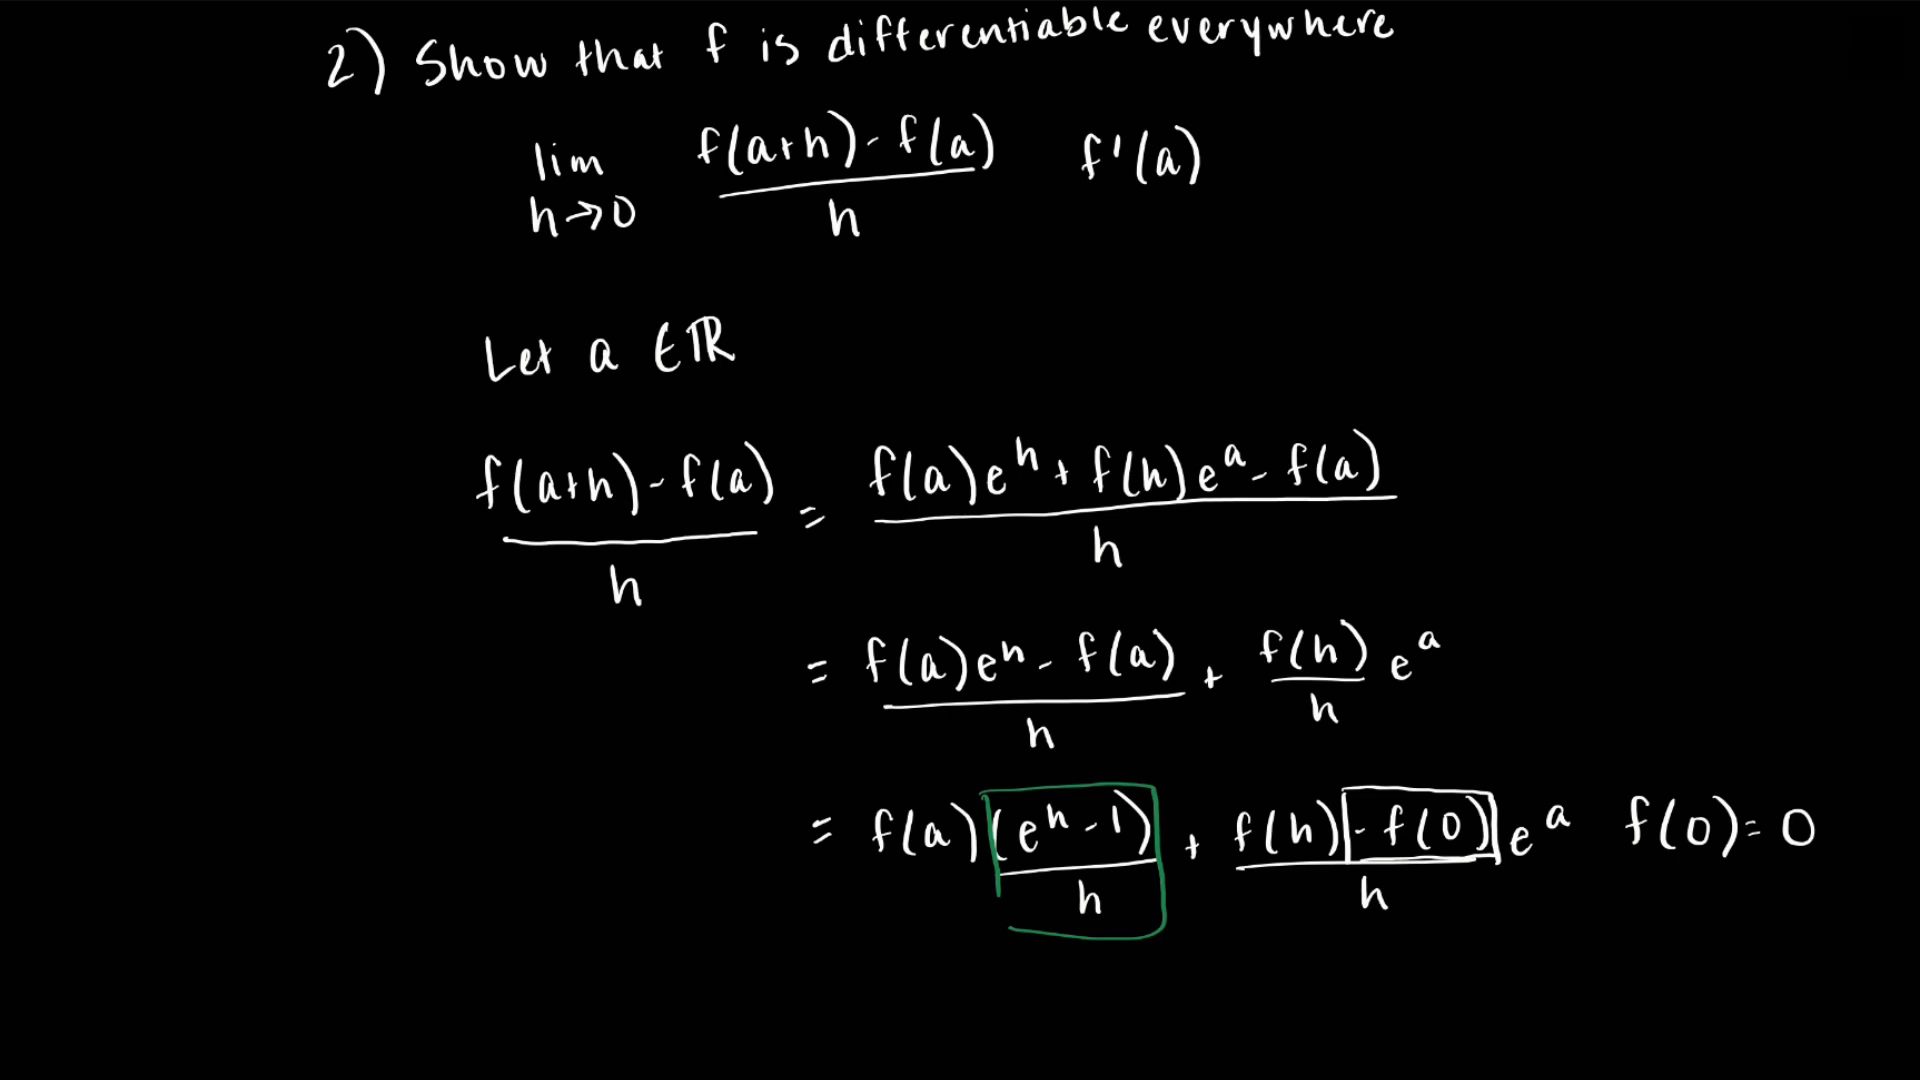 2) Show that f is differentiable everywhere
lim h→0 (f(a+h) - f(a))/h f'(a)
Let a ∈ ℝ
(f(a+h) - f(a))/h = (f(a)e^h + f(h)e^a - f(a))/h
= (f(a)e^h - f(a))/h + f(h)/h e^a
= f(a) (e^h - 1)/h + (f(h) - f(0))/h e^a f(0) = 0